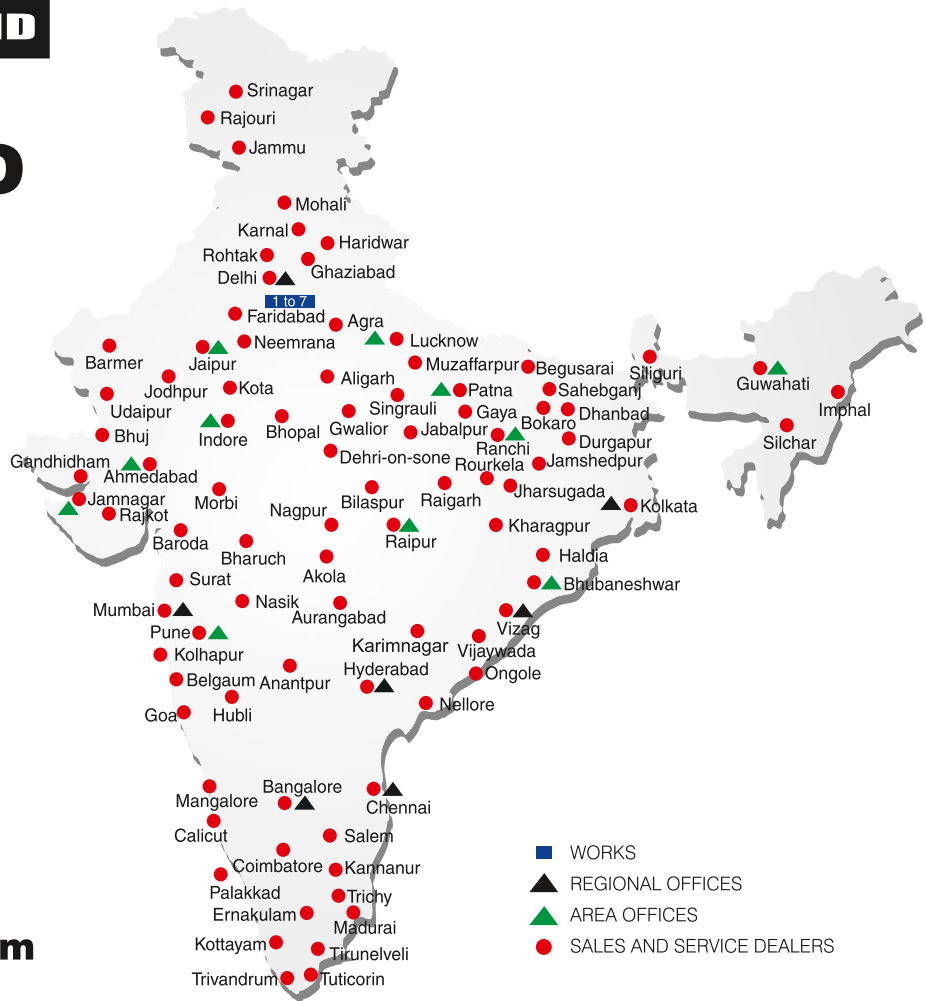 ND
Srinagar
Rajouri
Jammu
Mohali
Karnal
Haridwar
Rohtak
Ghaziabad
Delhi
1 to 7
Faridabad
Agra
Neemrana
Lucknow
Barmer
Jaipur
Muzaffarpur
Begusarai
Siliguri
Guwahati
Jodhpur
Kota
Aligarh
Patna
Sahebganj
Udaipur
Singrauli
Imphal
Bhopal
Gwalior
Gaya
Bokaro
Dhanbad
Bhuj
Indore
Jabalpur
Ranchi
Durgapur
Silchar
Gandhidham
Ahmedabad
Dehri-on-sone
Rourkela
Jamshedpur
Jamnagar
Morbi
Bilaspur
Raigarh
Jharsugada
Kolkata
Rajkot
Nagpur
Raipur
Kharagpur
Baroda
Bharuch
Haldia
Akola
Surat
Bhubaneshwar
Mumbai
Nasik
Aurangabad
Pune
Vizag
Karimnagar
Vijaywada
Kolhapur
Hyderabad
Ongole
Belgaum
Anantpur
Goa
Hubli
Nellore
Mangalore
Bangalore
Chennai
Calicut
Salem
Coimbatore
Kannanur
Palakkad
Trichy
Ernakulam
Madurai
Kottayam
Tirunelveli
Trivandrum
Tuticorin
WORKS
REGIONAL OFFICES
AREA OFFICES
SALES AND SERVICE DEALERS
m